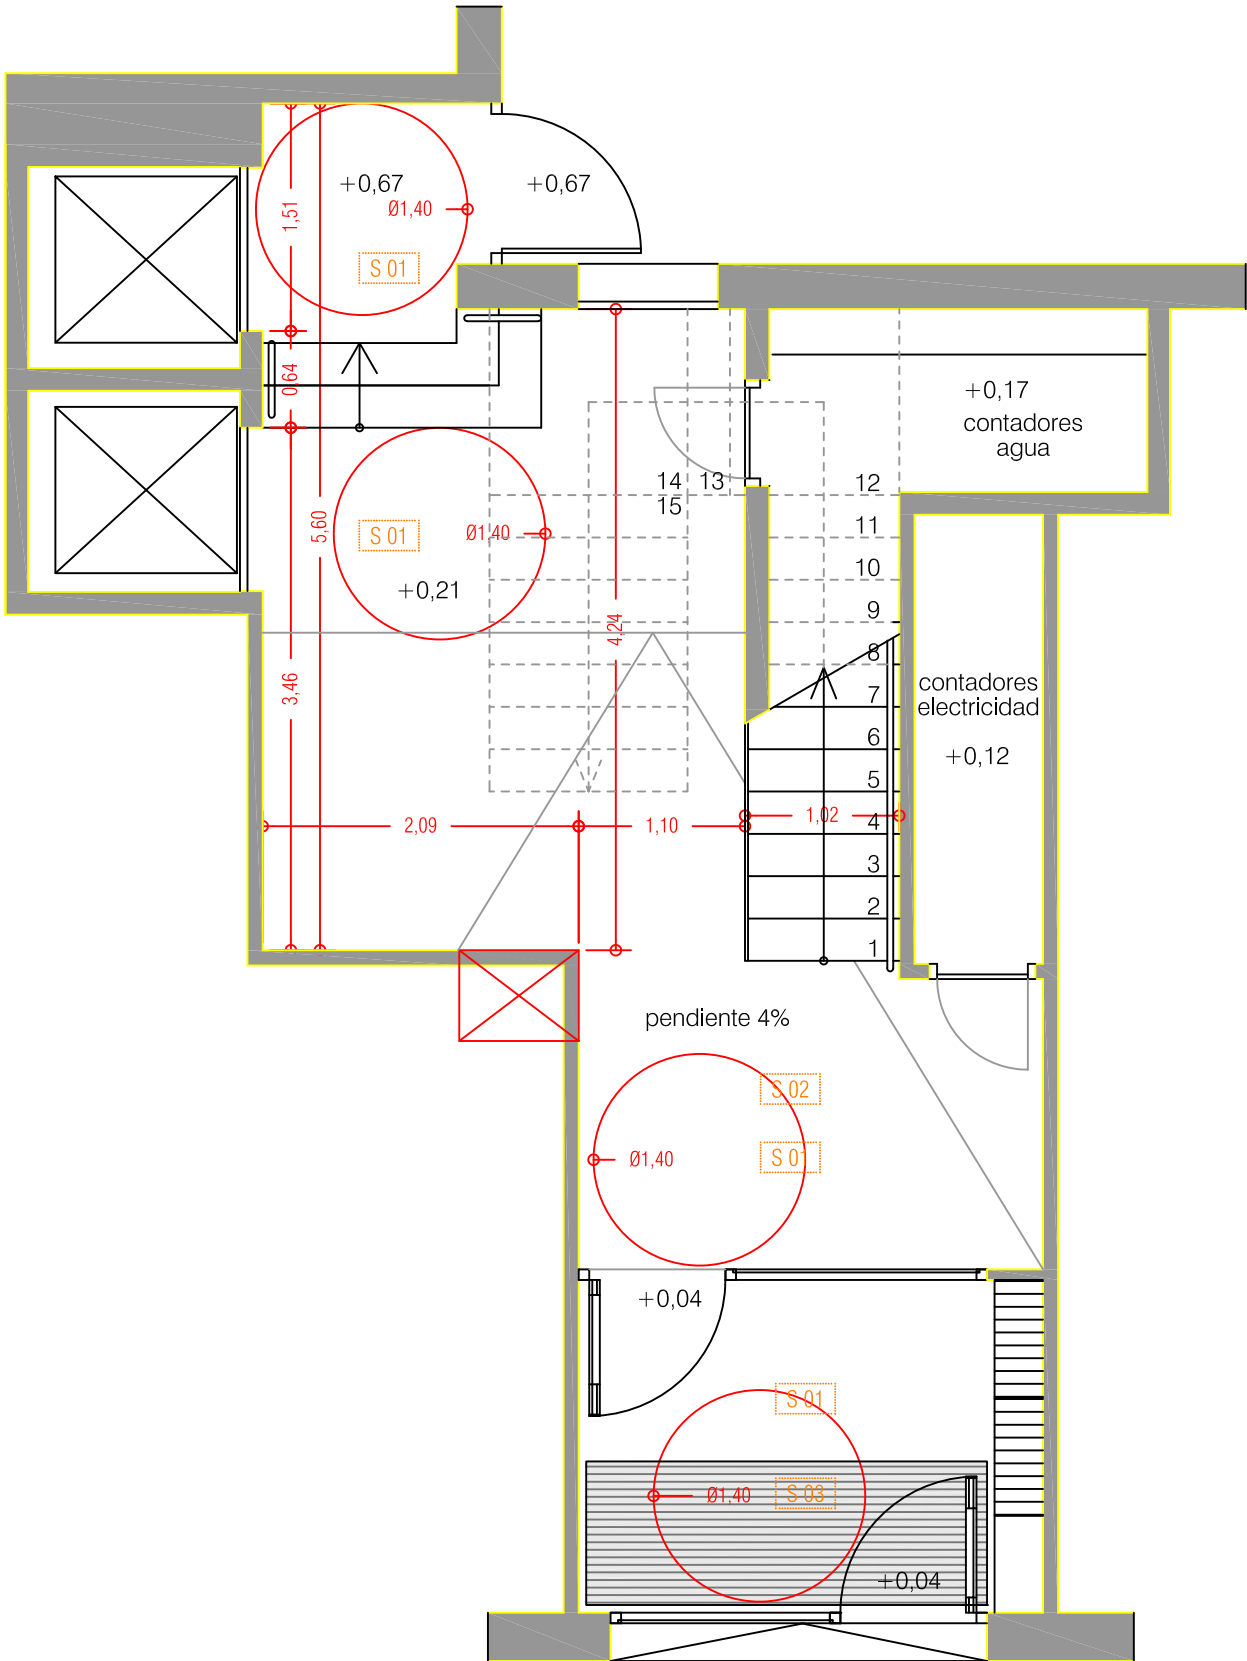 +0,67
+0,67
Ø1,40
1,51
S 01
0,64
+0,17
contadores
agua
14
13
12
15
5,60
S 01
Ø1,40
11
10
+0,21
9
4,24
8
3,46
7
contadores
electricidad
6
+0,12
5
2,09
1,10
1,02
4
3
2
1
pendiente 4%
S 02
Ø1,40
S 01
+0,04
S 01
Ø1,40
S 03
+0,04